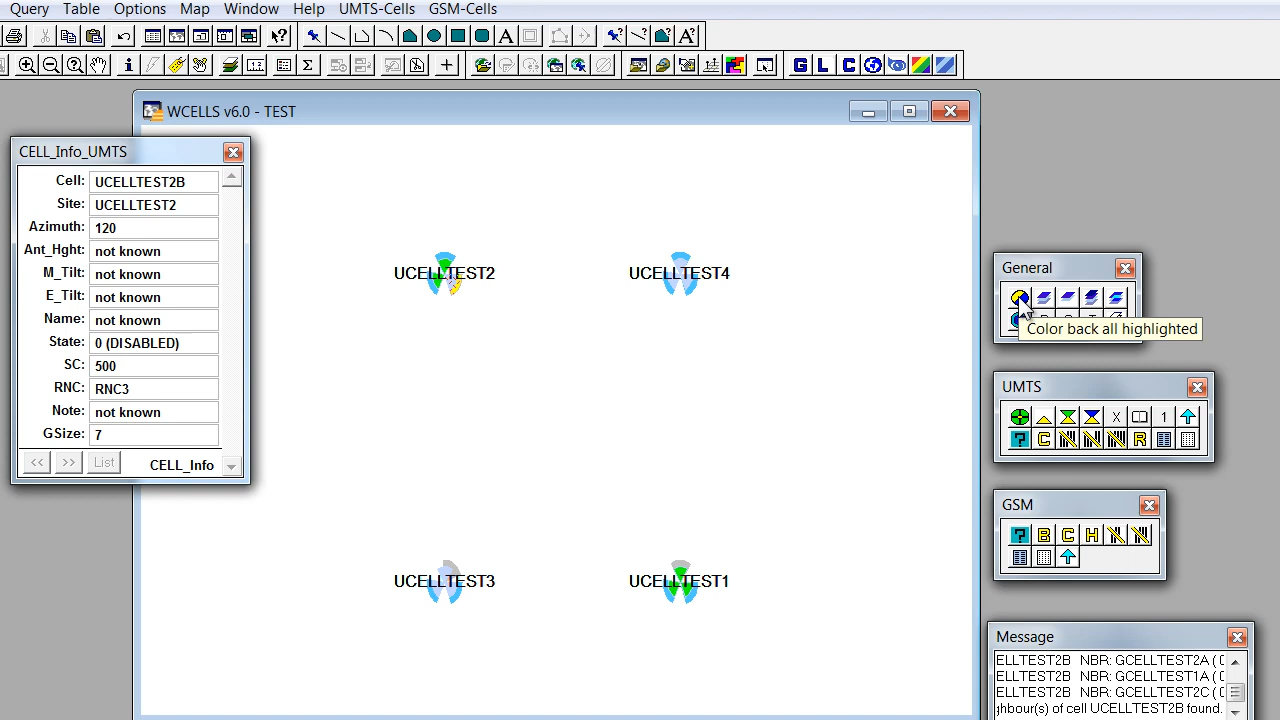 Query Table Options Map Window Help UMTS-Cells GSM-Cells
A A?
G L C
WCELLS v6.0 - TEST
CELL_Info_UMTS
Cell: UCELLTEST2B
Site: UCELLTEST2
Azimuth: 120
Ant_Hght: not known
M_Tilt: not known
E_Tilt: not known
Name: not known
State: 0 (DISABLED)
SC: 500
RNC: RNC3
Note: not known
GSize: 7
<< >> List CELL_Info
UCELLTEST2 UCELLTEST4
UCELLTEST3 UCELLTEST1
General
Color back all highlighted
UMTS
X 1
? C R
GSM
? B C H
Message
ELLTEST2B NBR: GCELLTEST2A (
ELLTEST2B NBR: GCELLTEST1A (
ELLTEST2B NBR: GCELLTEST2C (
hbour(s) of cell UCELLTEST2B found.